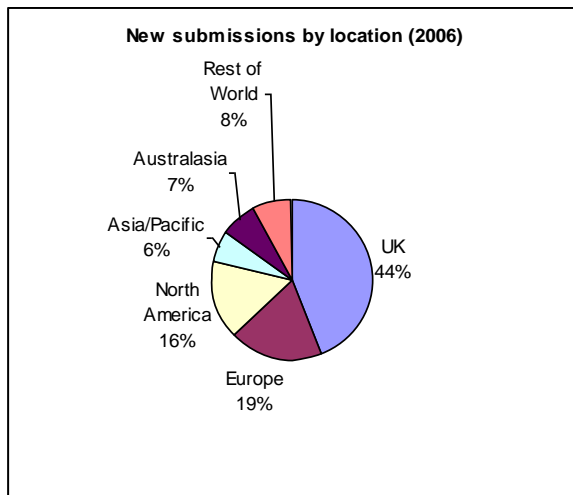 New submissions by location (2006)
Rest of
World
8%
Australasia
7%
Asia/Pacific
6%
North
America
16%
Europe
19%
UK
44%